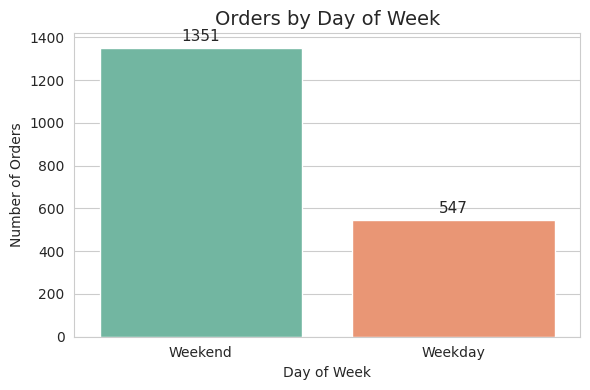 Orders by Day of Week
1400
1351
1200
1000
800
600
547
400
200
0
Number of Orders
Weekend
Weekday
Day of Week